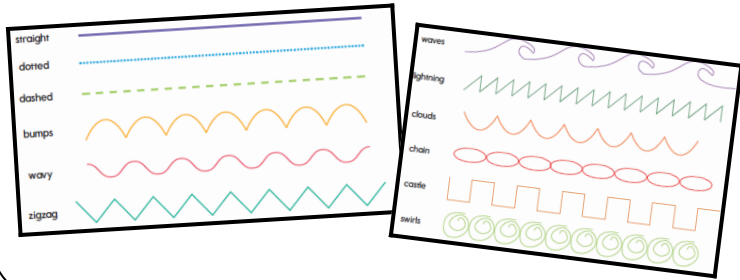 straight
dotted
dashed
bumps
wavy
zigzag
waves
lightning
clouds
chain
castle
swirls